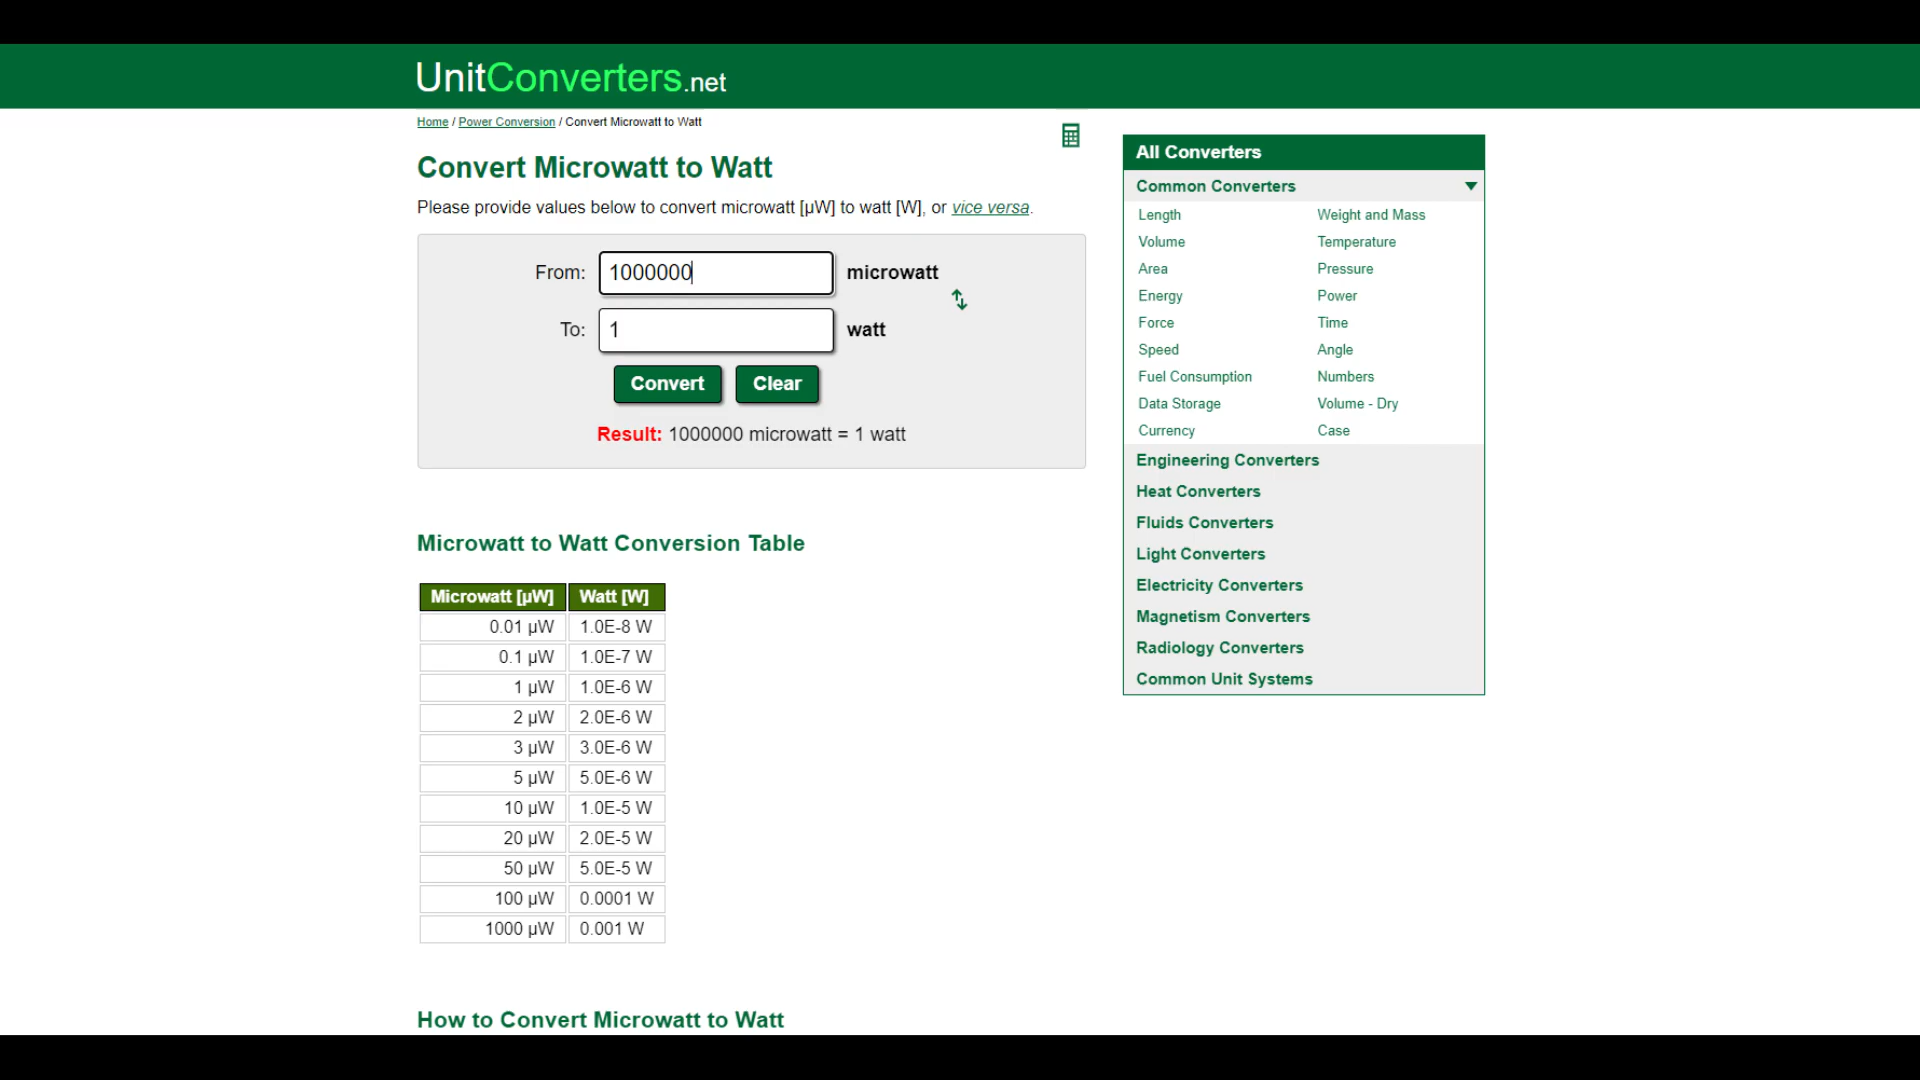 UnitConverters.net
Home / Power Conversion / Convert Microwatt to Watt
Convert Microwatt to Watt
Please provide values below to convert microwatt [µW] to watt [W], or vice versa.
From: 1000000 microwatt
To: 1 watt
Convert Clear
Result: 1000000 microwatt = 1 watt
Microwatt to Watt Conversion Table
Microwatt [µW] Watt [W]
0.01 µW 1.0E-8 W
0.1 µW 1.0E-7 W
1 µW 1.0E-6 W
2 µW 2.0E-6 W
3 µW 3.0E-6 W
5 µW 5.0E-6 W
10 µW 1.0E-5 W
20 µW 2.0E-5 W
50 µW 5.0E-5 W
100 µW 0.0001 W
1000 µW 0.001 W
How to Convert Microwatt to Watt
All Converters
Common Converters
Length Weight and Mass
Volume Temperature
Area Pressure
Energy Power
Force Time
Speed Angle
Fuel Consumption Numbers
Data Storage Volume - Dry
Currency Case
Engineering Converters
Heat Converters
Fluids Converters
Light Converters
Electricity Converters
Magnetism Converters
Radiology Converters
Common Unit Systems